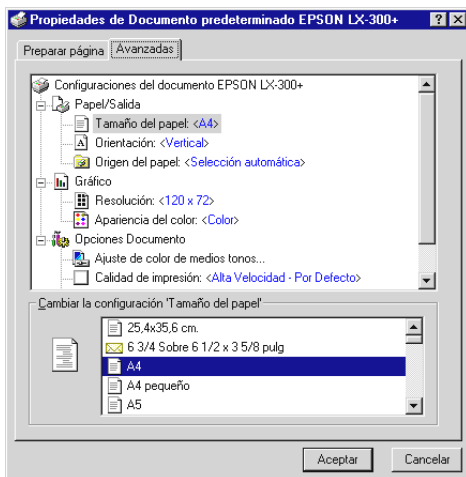 Propiedades de Documento predeterminado EPSON LX-300+
Preparar página Avanzadas
Configuraciones del documento EPSON LX-300+
Papel/Salida
Tamaño del papel: <A4>
Orientación: <Vertical>
Origen del papel: <Selección automática>
Gráfico
Resolución: <120 x 72>
Apariencia del color: <Color>
Opciones Documento
Ajuste de color de medios tonos...
Calidad de impresión: <Alta Velocidad - Por Defecto>
Cambiar la configuración 'Tamaño del papel'
25,4x35,6 cm.
6 3/4 Sobre 6 1/2 x 3 5/8 pulg
A4
A4 pequeño
A5
Aceptar Cancelar